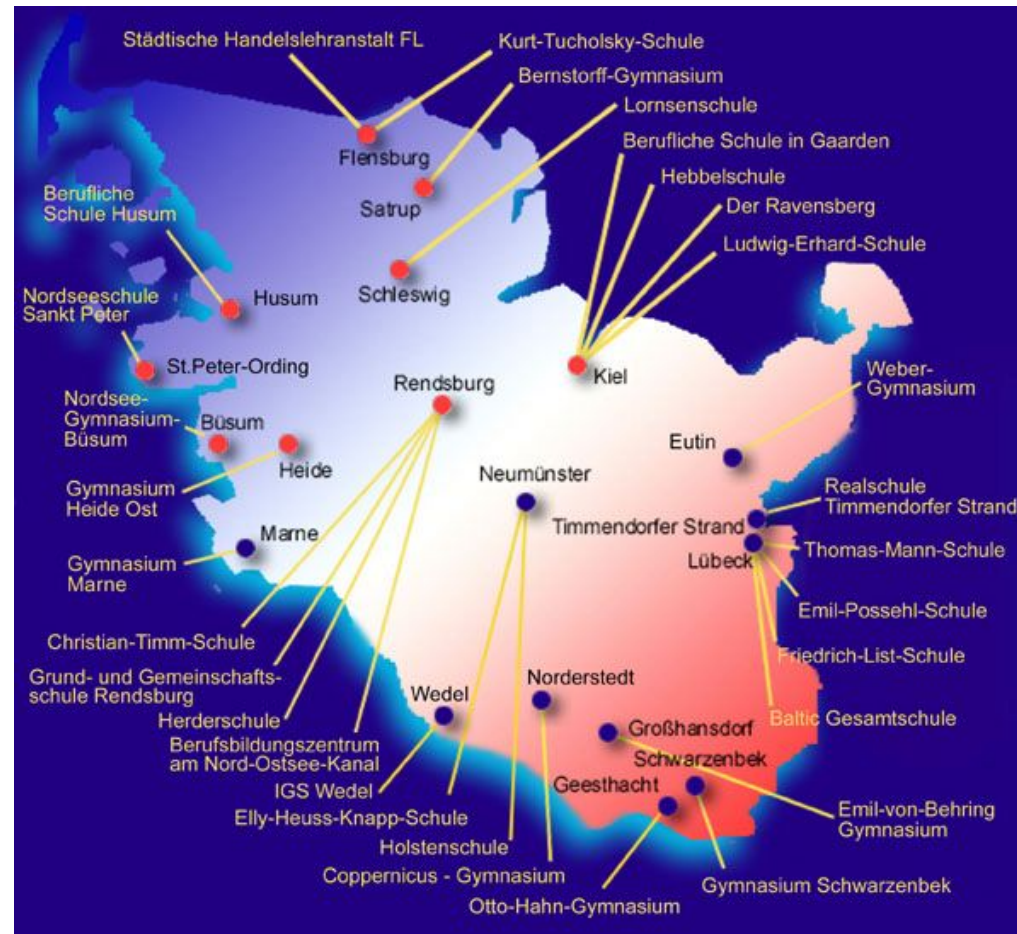 Städtische Handelslehranstalt FL
Kurt-Tucholsky-Schule
Bernstorff-Gymnasium
Lornsenschule
Flensburg
Berufliche Schule in Gaarden
Hebbelschule
Satrup
Berufliche
Schule Husum
Der Ravensberg
Ludwig-Erhard-Schule
Schleswig
Husum
Nordseeschule
Sankt Peter
St.Peter-Ording
Kiel
Rendsburg
Weber-
Gymnasium
Nordsee-
Gymnasium-
Büsum
Büsum
Heide
Eutin
Neumünster
Gymnasium
Heide Ost
Realschule
Timmendorfer Strand
Timmendorfer Strand
Marne
Thomas-Mann-Schule
Lübeck
Gymnasium
Marne
Emil-Possehl-Schule
Christian-Timm-Schule
Friedrich-List-Schule
Grund- und Gemeinschafts-
schule Rendsburg
Norderstedt
Wedel
Herderschule
Baltic Gesamtschule
Großhansdorf
Berufsbildungszentrum
am Nord-Ostsee-Kanal
Schwarzenbek
Geesthacht
IGS Wedel
Emil-von-Behring
Gymnasium
Elly-Heuss-Knapp-Schule
Holstenschule
Coppernicus - Gymnasium
Gymnasium Schwarzenbek
Otto-Hahn-Gymnasium